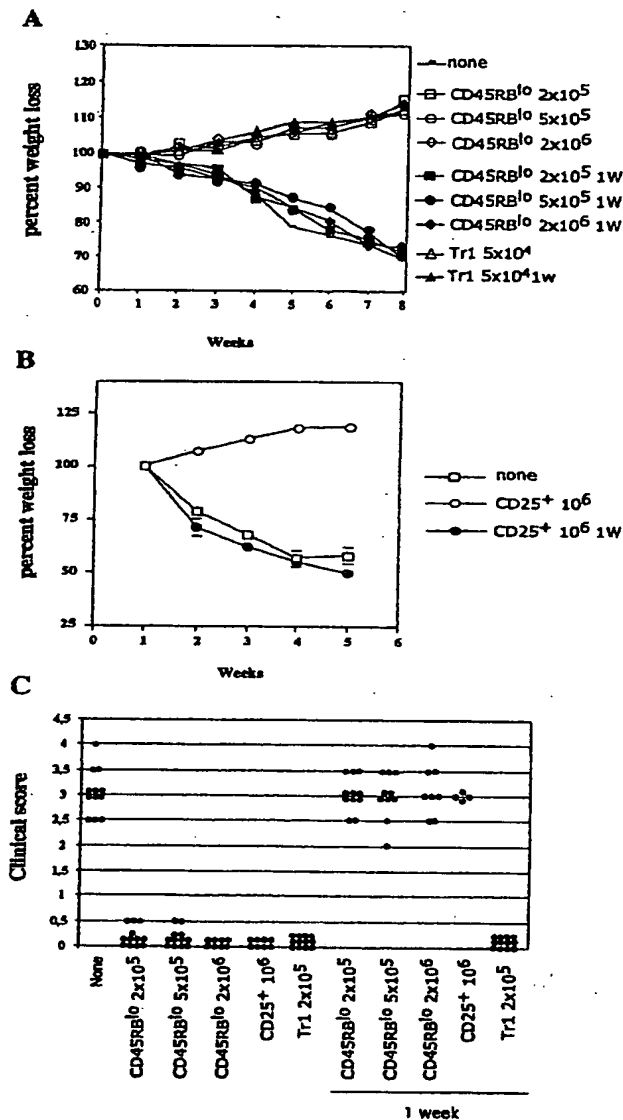 A
percent weight loss
130
120
110
100
90
80
70
60
0 1 2 3 4 5 6 7 8
Weeks
none
CD45RBlo 2x10⁵
CD45RBlo 5x10⁵
CD45RBlo 2x10⁶
CD45RBlo 2x10⁵ 1W
CD45RBlo 5x10⁵ 1W
CD45RBlo 2x10⁶ 1W
Tr1 5x10⁴
Tr1 5x10⁴1w
B
percent weight loss
125
100
75
50
25
0 1 2 3 4 5 6
Weeks
none
CD25⁺ 10⁶
CD25⁺ 10⁶ 1W
C
Clinical score
4,5
4
3,5
3
2,5
2
1,5
1
0,5
0
None
CD45RBlo 2x10⁵
CD45RBlo 5x10⁵
CD45RBlo 2x10⁶
CD25⁺ 10⁶
Tr1 2x10⁵
CD45RBlo 2x10⁵
CD45RBlo 5x10⁵
CD45RBlo 2x10⁶
CD25⁺ 10⁶
Tr1 2x10⁵
1 week